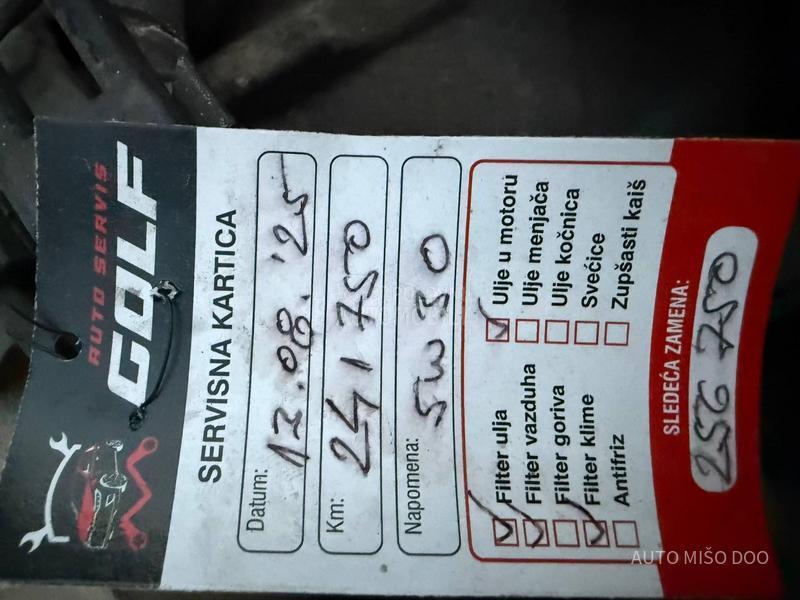 AUTO SERVIS
GOLF
SERVISNA KARTICA
Datum: 13.08.'25
Km: 241750
Napomena: 5W30
Filter ulja
Filter vazduha
Filter goriva
Filter klime
Antifriz
Ulje u motoru
Ulje menjača
Ulje kočnica
Svećice
Zupšasti kaiš
SLEDEĆA ZAMENA:
256750
AUTO MIŠO DOO